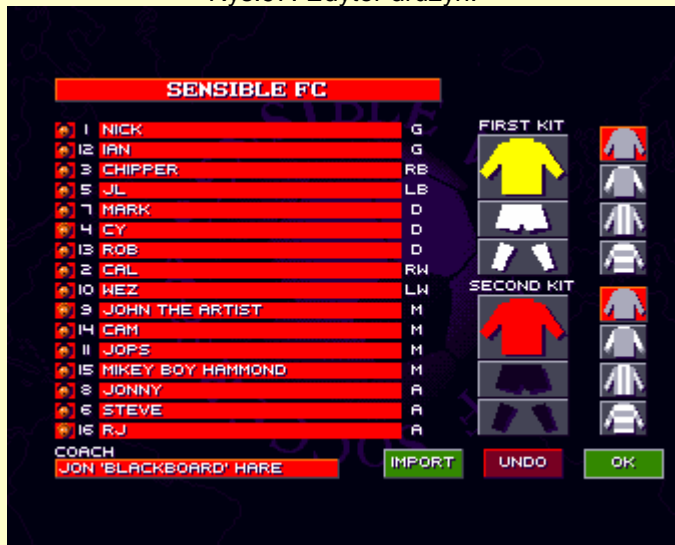 Edytor drużyn.
SENSIBLE FC
1 NICK G
12 IAN G
3 CHIPPER RB
5 JL LB
7 MARK D
4 CY D
13 ROB D
2 CAL RW
10 WEZ LW
9 JOHN THE ARTIST M
14 CAM M
11 JOPS M
15 MIKEY BOY HAMMOND M
8 JONNY A
6 STEVE A
16 RJ A
FIRST KIT
SECOND KIT
COACH
JON 'BLACKBOARD' HARE
IMPORT UNDO OK